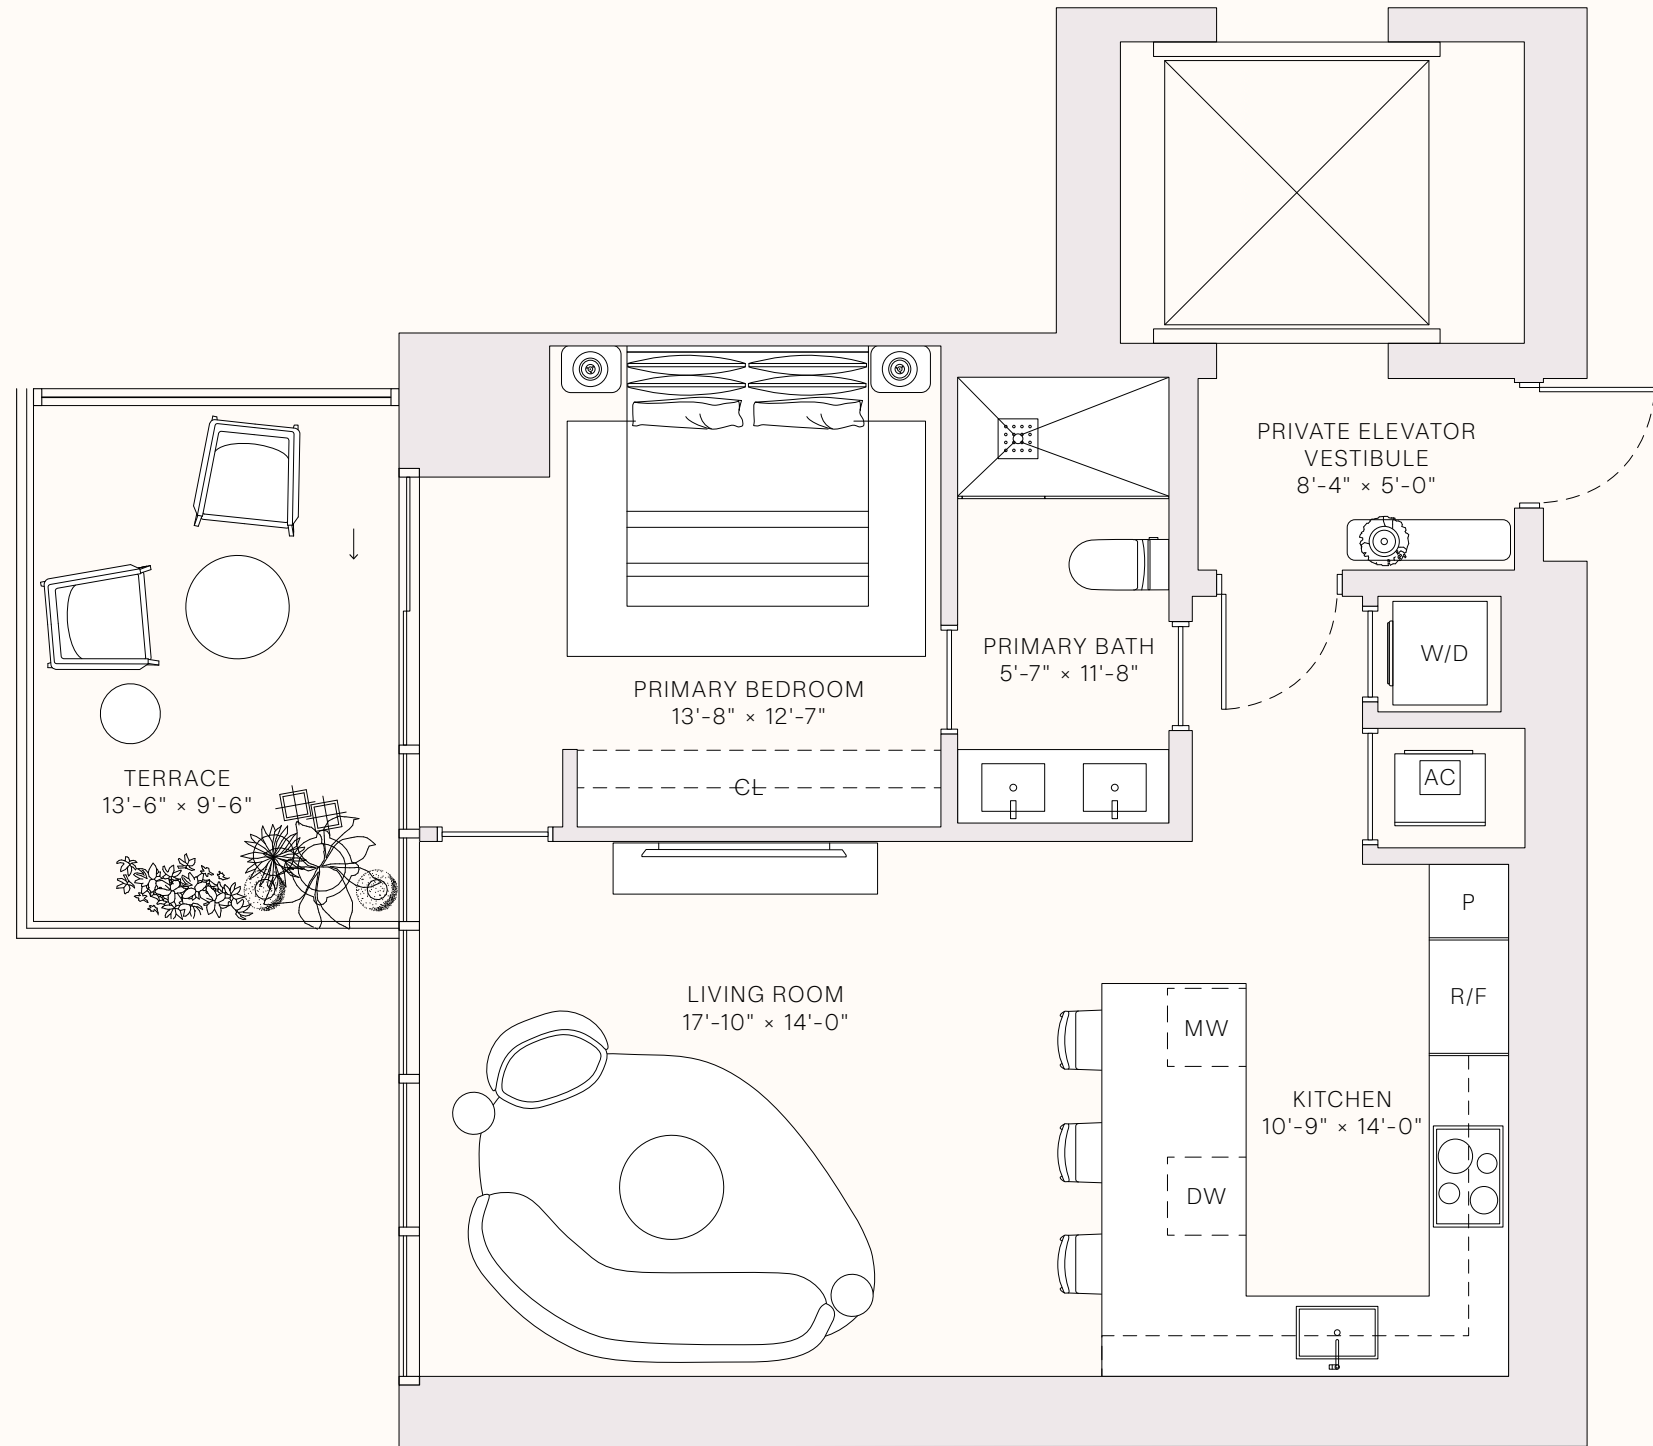 PRIVATE ELEVATOR
VESTIBULE
8'-4" × 5'-0"
PRIMARY BATH
5'-7" × 11'-8"
W/D
PRIMARY BEDROOM
13'-8" × 12'-7"
CL
AC
TERRACE
13'-6" × 9'-6"
P
R/F
LIVING ROOM
17'-10" × 14'-0"
MW
KITCHEN
10'-9" × 14'-0"
DW